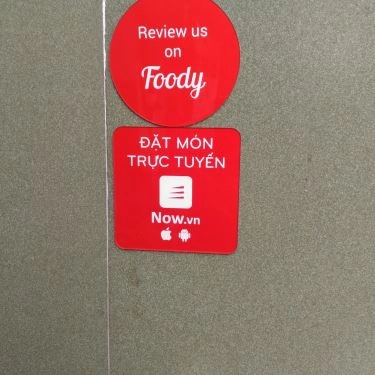 Review us
on
Foody
ĐẶT MÓN
TRỰC TUYẾN
Now.vn